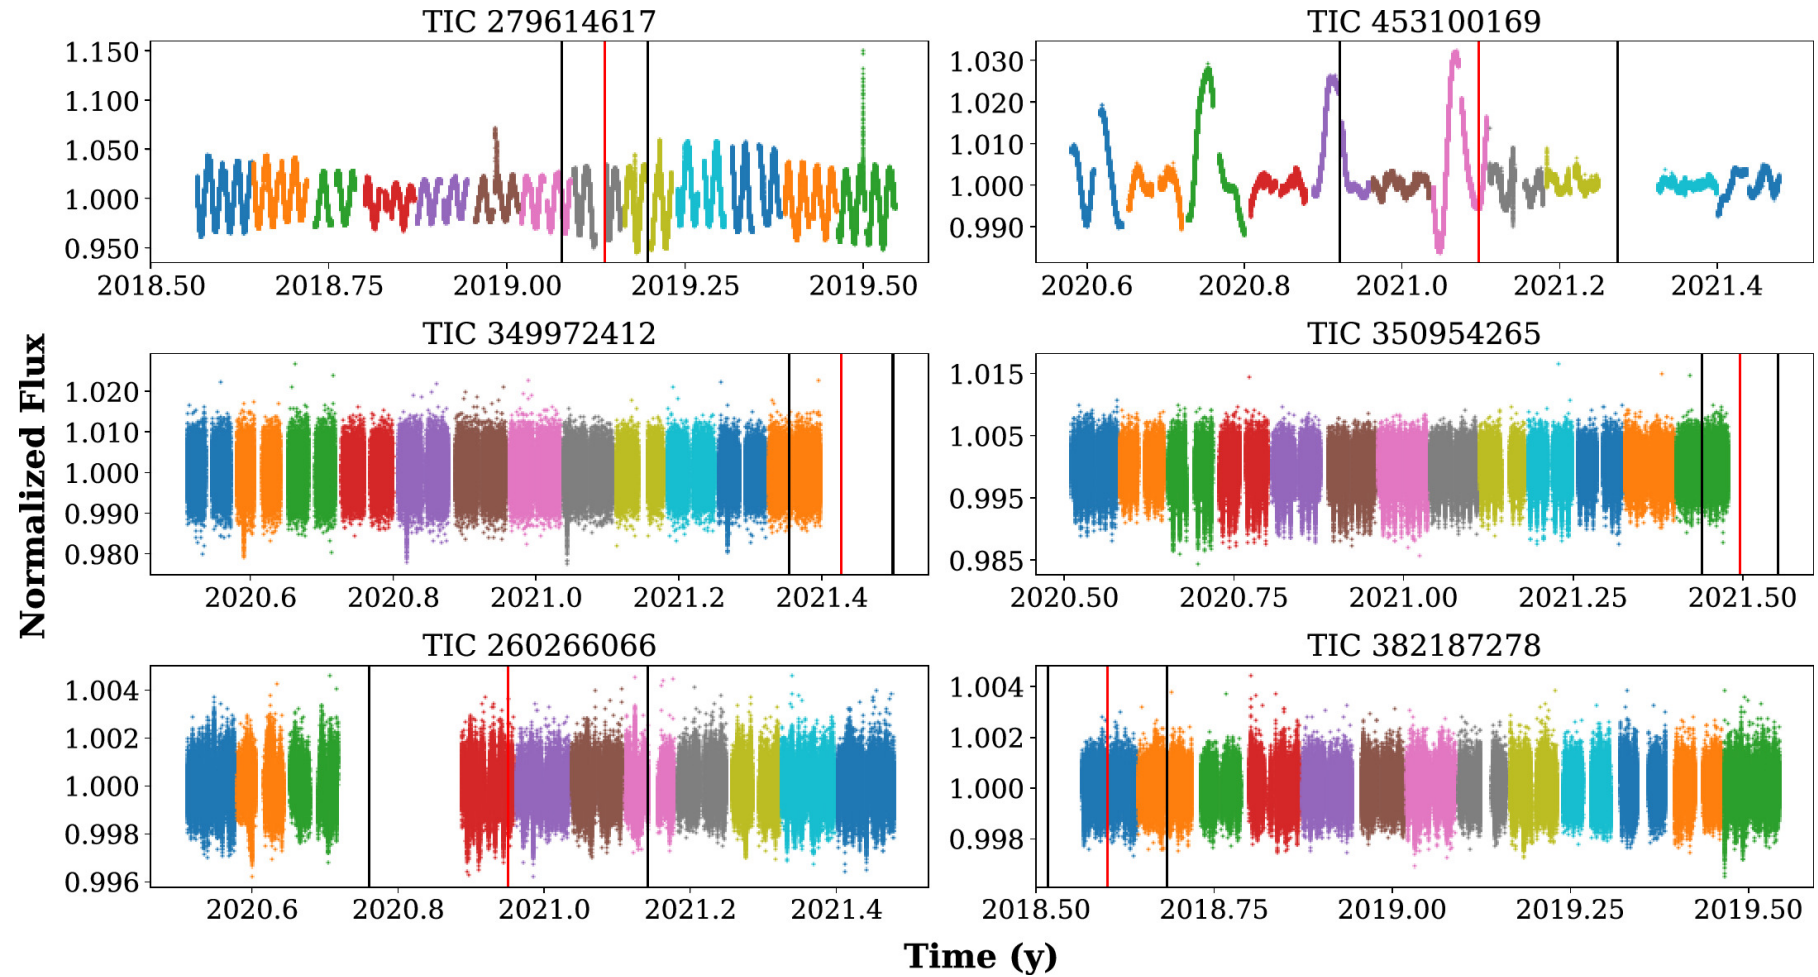 TIC 279614617
1.150
1.100
1.050
1.000
0.950
2018.50 2018.75 2019.00 2019.25 2019.50
TIC 453100169
1.030
1.020
1.010
1.000
0.990
2020.6 2020.8 2021.0 2021.2 2021.4
Normalized Flux
TIC 349972412
1.020
1.010
1.000
0.990
0.980
2020.6 2020.8 2021.0 2021.2 2021.4
TIC 350954265
1.015
1.005
0.995
0.985
2020.50 2020.75 2021.00 2021.25 2021.50
TIC 260266066
1.004
1.002
1.000
0.998
0.996
2020.6 2020.8 2021.0 2021.2 2021.4
TIC 382187278
1.004
1.002
1.000
0.998
2018.50 2018.75 2019.00 2019.25 2019.50
Time (y)